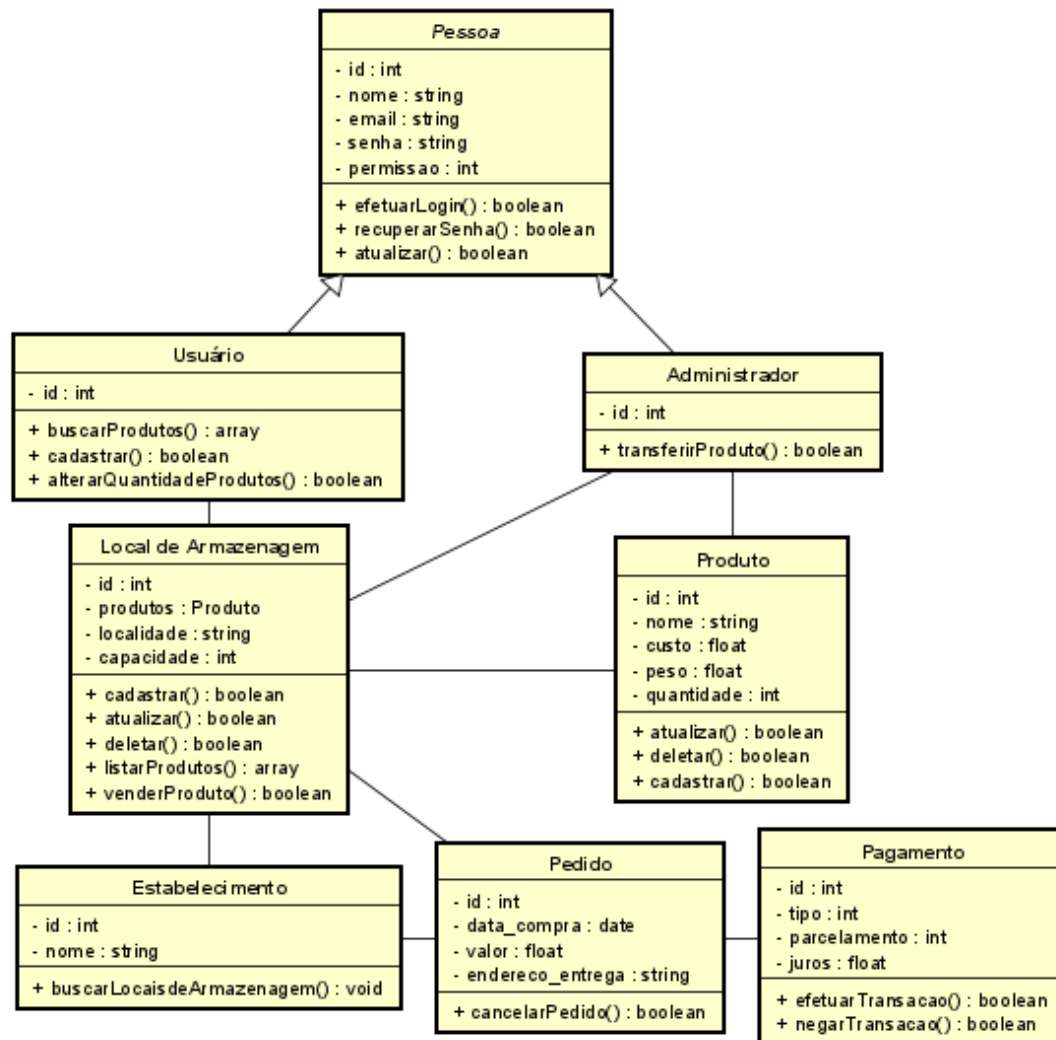 Pessoa
- id : int
- nome : string
- email : string
- senha : string
- permissao : int
+ efetuarLogin() : boolean
+ recuperarSenha() : boolean
+ atualizar() : boolean
Usuário
- id : int
+ buscarProdutos() : array
+ cadastrar() : boolean
+ alterarQuantidadeProdutos() : boolean
Administrador
- id : int
+ transferirProduto() : boolean
Local de Armazenagem
- id : int
- produtos : Produto
- localidade : string
- capacidade : int
+ cadastrar() : boolean
+ atualizar() : boolean
+ deletar() : boolean
+ listarProdutos() : array
+ venderProduto() : boolean
Produto
- id : int
- nome : string
- custo : float
- peso : float
- quantidade : int
+ atualizar() : boolean
+ deletar() : boolean
+ cadastrar() : boolean
Estabelecimento
- id : int
- nome : string
+ buscarLocaisdeArmazenagem() : void
Pedido
- id : int
- data_compra : date
- valor : float
- endereco_entrega : string
+ cancelarPedido() : boolean
Pagamento
- id : int
- tipo : int
- parcelamento : int
- juros : float
+ efetuarTransacao() : boolean
+ negarTransacao() : boolean